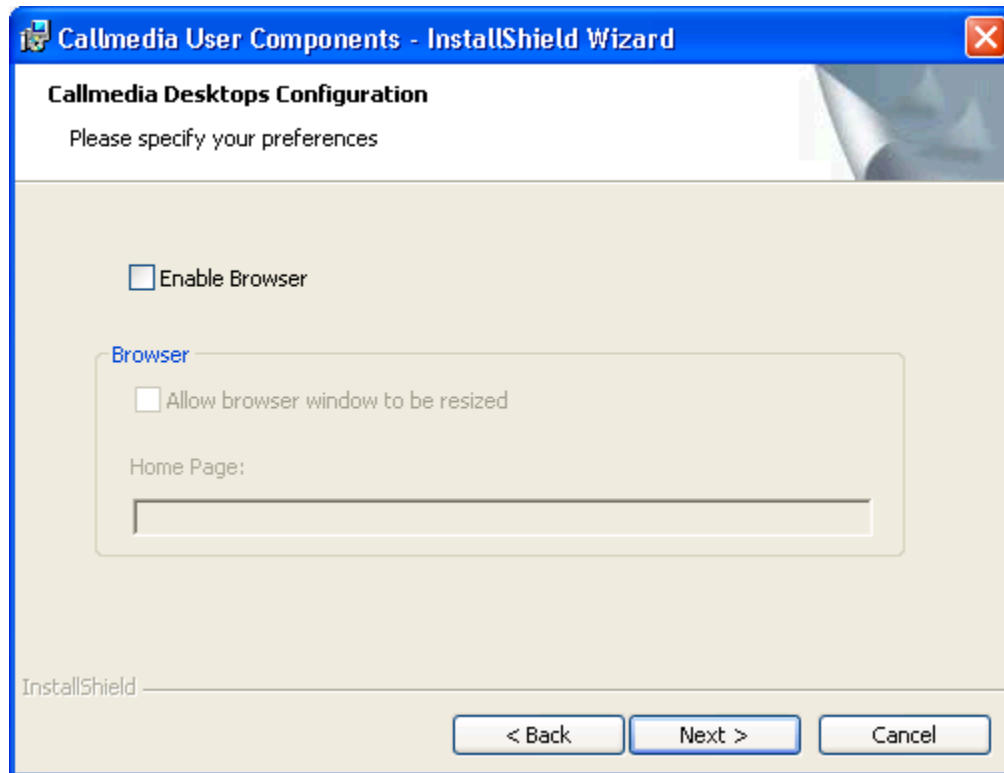 Callmedia User Components - InstallShield Wizard
Callmedia Desktops Configuration
Please specify your preferences
Enable Browser
Browser
Allow browser window to be resized
Home Page:
InstallShield
< Back
Next >
Cancel